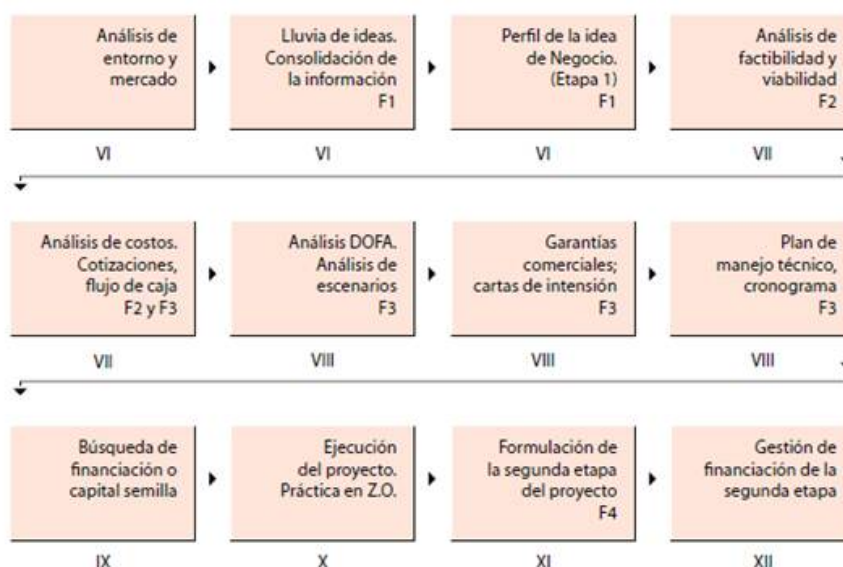 Análisis de
entorno y
mercado
VI
Lluvia de ideas.
Consolidación de
la información
F1
VI
Perfil de la idea
de Negocio.
(Etapa 1)
F1
VI
Análisis de
factibilidad y
viabilidad
F2
VII
Análisis de costos.
Cotizaciones,
flujo de caja
F2 y F3
VII
Análisis DOFA.
Análisis de
escenarios
F3
VIII
Garantías
comerciales;
cartas de intensión
F3
VIII
Plan de
manejo técnico,
cronograma
F3
VIII
Búsqueda de
financiación o
capital semilla
IX
Ejecución
del proyecto.
Práctica en Z.O.
X
Formulación de
la segunda etapa
del proyecto
F4
XI
Gestión de
financiación de la
segunda etapa
XII